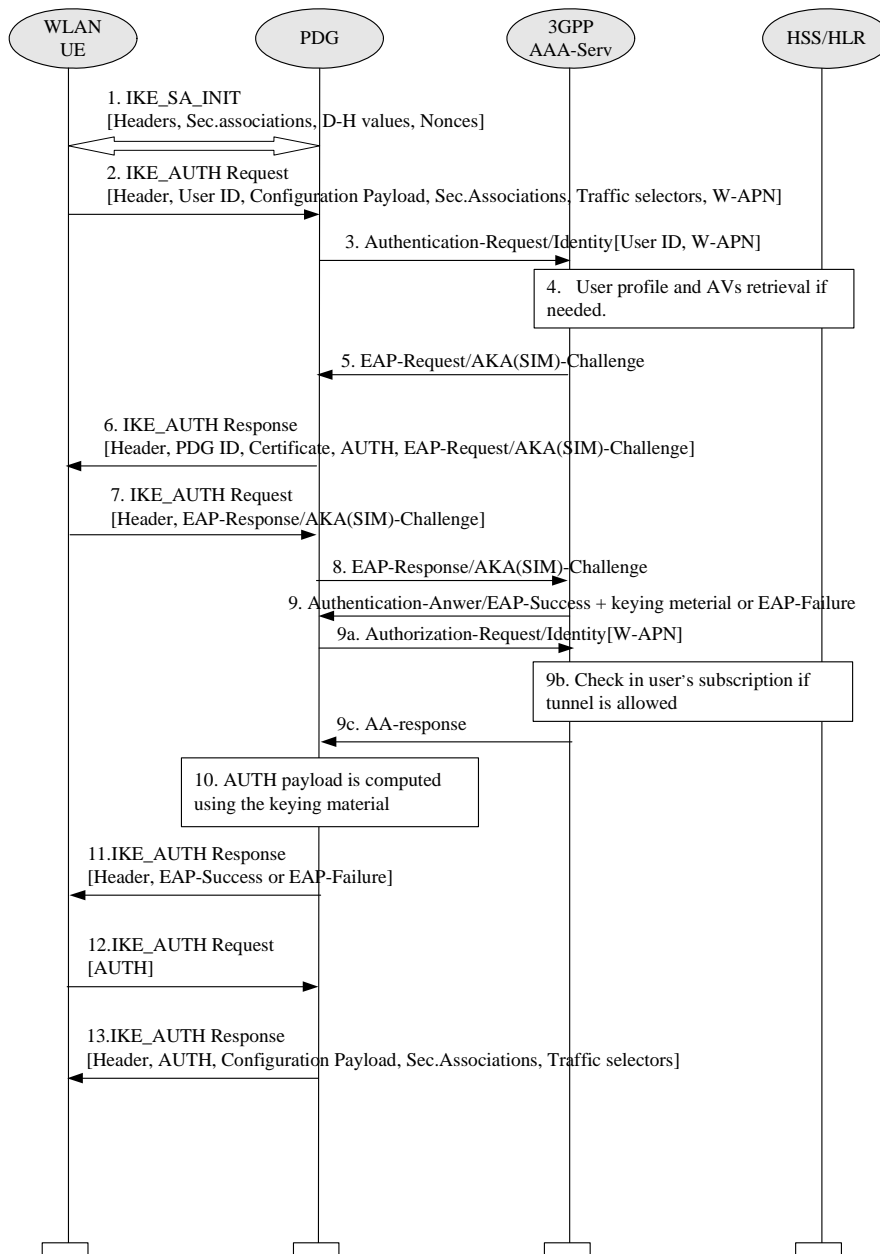 WLAN
UE
PDG
3GPP
AAA-Serv
HSS/HLR
1. IKE_SA_INIT
[Headers, Sec.associations, D-H values, Nonces]
2. IKE_AUTH Request
[Header, User ID, Configuration Payload, Sec.Associations, Traffic selectors, W-APN]
3. Authentication-Request/Identity[User ID, W-APN]
4. User profile and AVs retrieval if
needed.
5. EAP-Request/AKA(SIM)-Challenge
6. IKE_AUTH Response
[Header, PDG ID, Certificate, AUTH, EAP-Request/AKA(SIM)-Challenge]
7. IKE_AUTH Request
[Header, EAP-Response/AKA(SIM)-Challenge]
8. EAP-Response/AKA(SIM)-Challenge
9. Authentication-Anwer/EAP-Success + keying meterial or EAP-Failure
9a. Authorization-Request/Identity[W-APN]
9b. Check in user's subscription if
tunnel is allowed
9c. AA-response
10. AUTH payload is computed
using the keying material
11.IKE_AUTH Response
[Header, EAP-Success or EAP-Failure]
12.IKE_AUTH Request
[AUTH]
13.IKE_AUTH Response
[Header, AUTH, Configuration Payload, Sec.Associations, Traffic selectors]